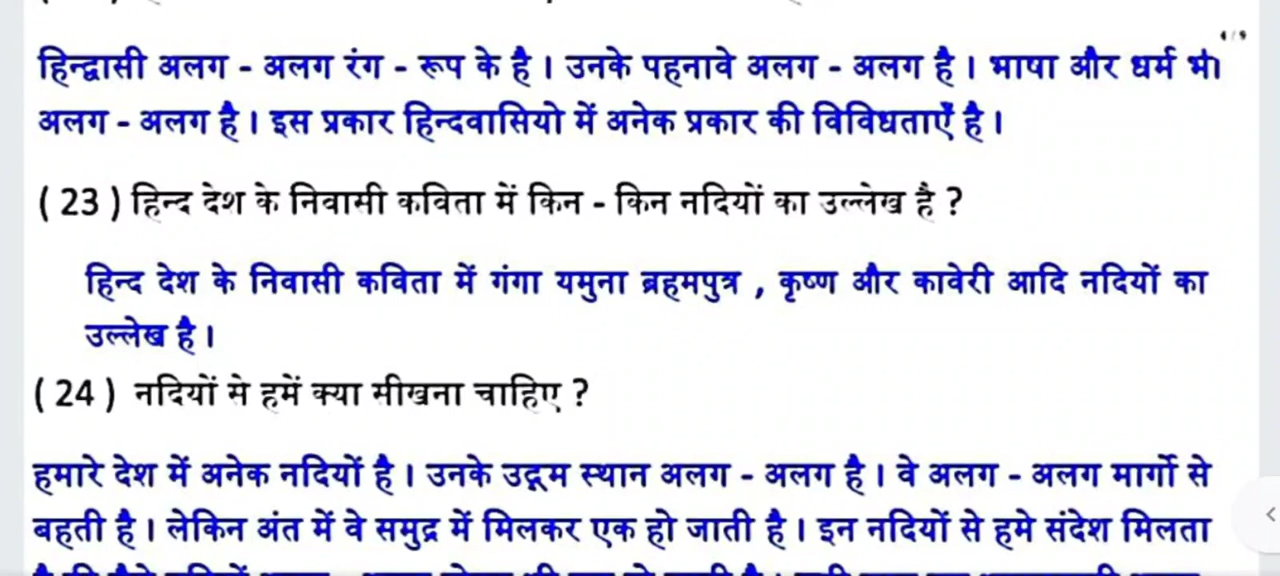 4/9
हिन्द्वासी अलग - अलग रंग - रूप के है । उनके पहनावे अलग - अलग है । भाषा और धर्म भी
अलग - अलग है । इस प्रकार हिन्दवासियो में अनेक प्रकार की विविधताएँ है ।
( 23 ) हिन्द देश के निवासी कविता में किन - किन नदियों का उल्लेख है ?
हिन्द देश के निवासी कविता में गंगा यमुना ब्रहमपुत्र , कृष्ण और कावेरी आदि नदियों का
उल्लेख है ।
( 24 ) नदियों से हमें क्या सीखना चाहिए ?
हमारे देश में अनेक नदियों है । उनके उद्गम स्थान अलग - अलग है । वे अलग - अलग मार्गो से
बहती है । लेकिन अंत में वे समुद्र में मिलकर एक हो जाती है । इन नदियों से हमे संदेश मिलता